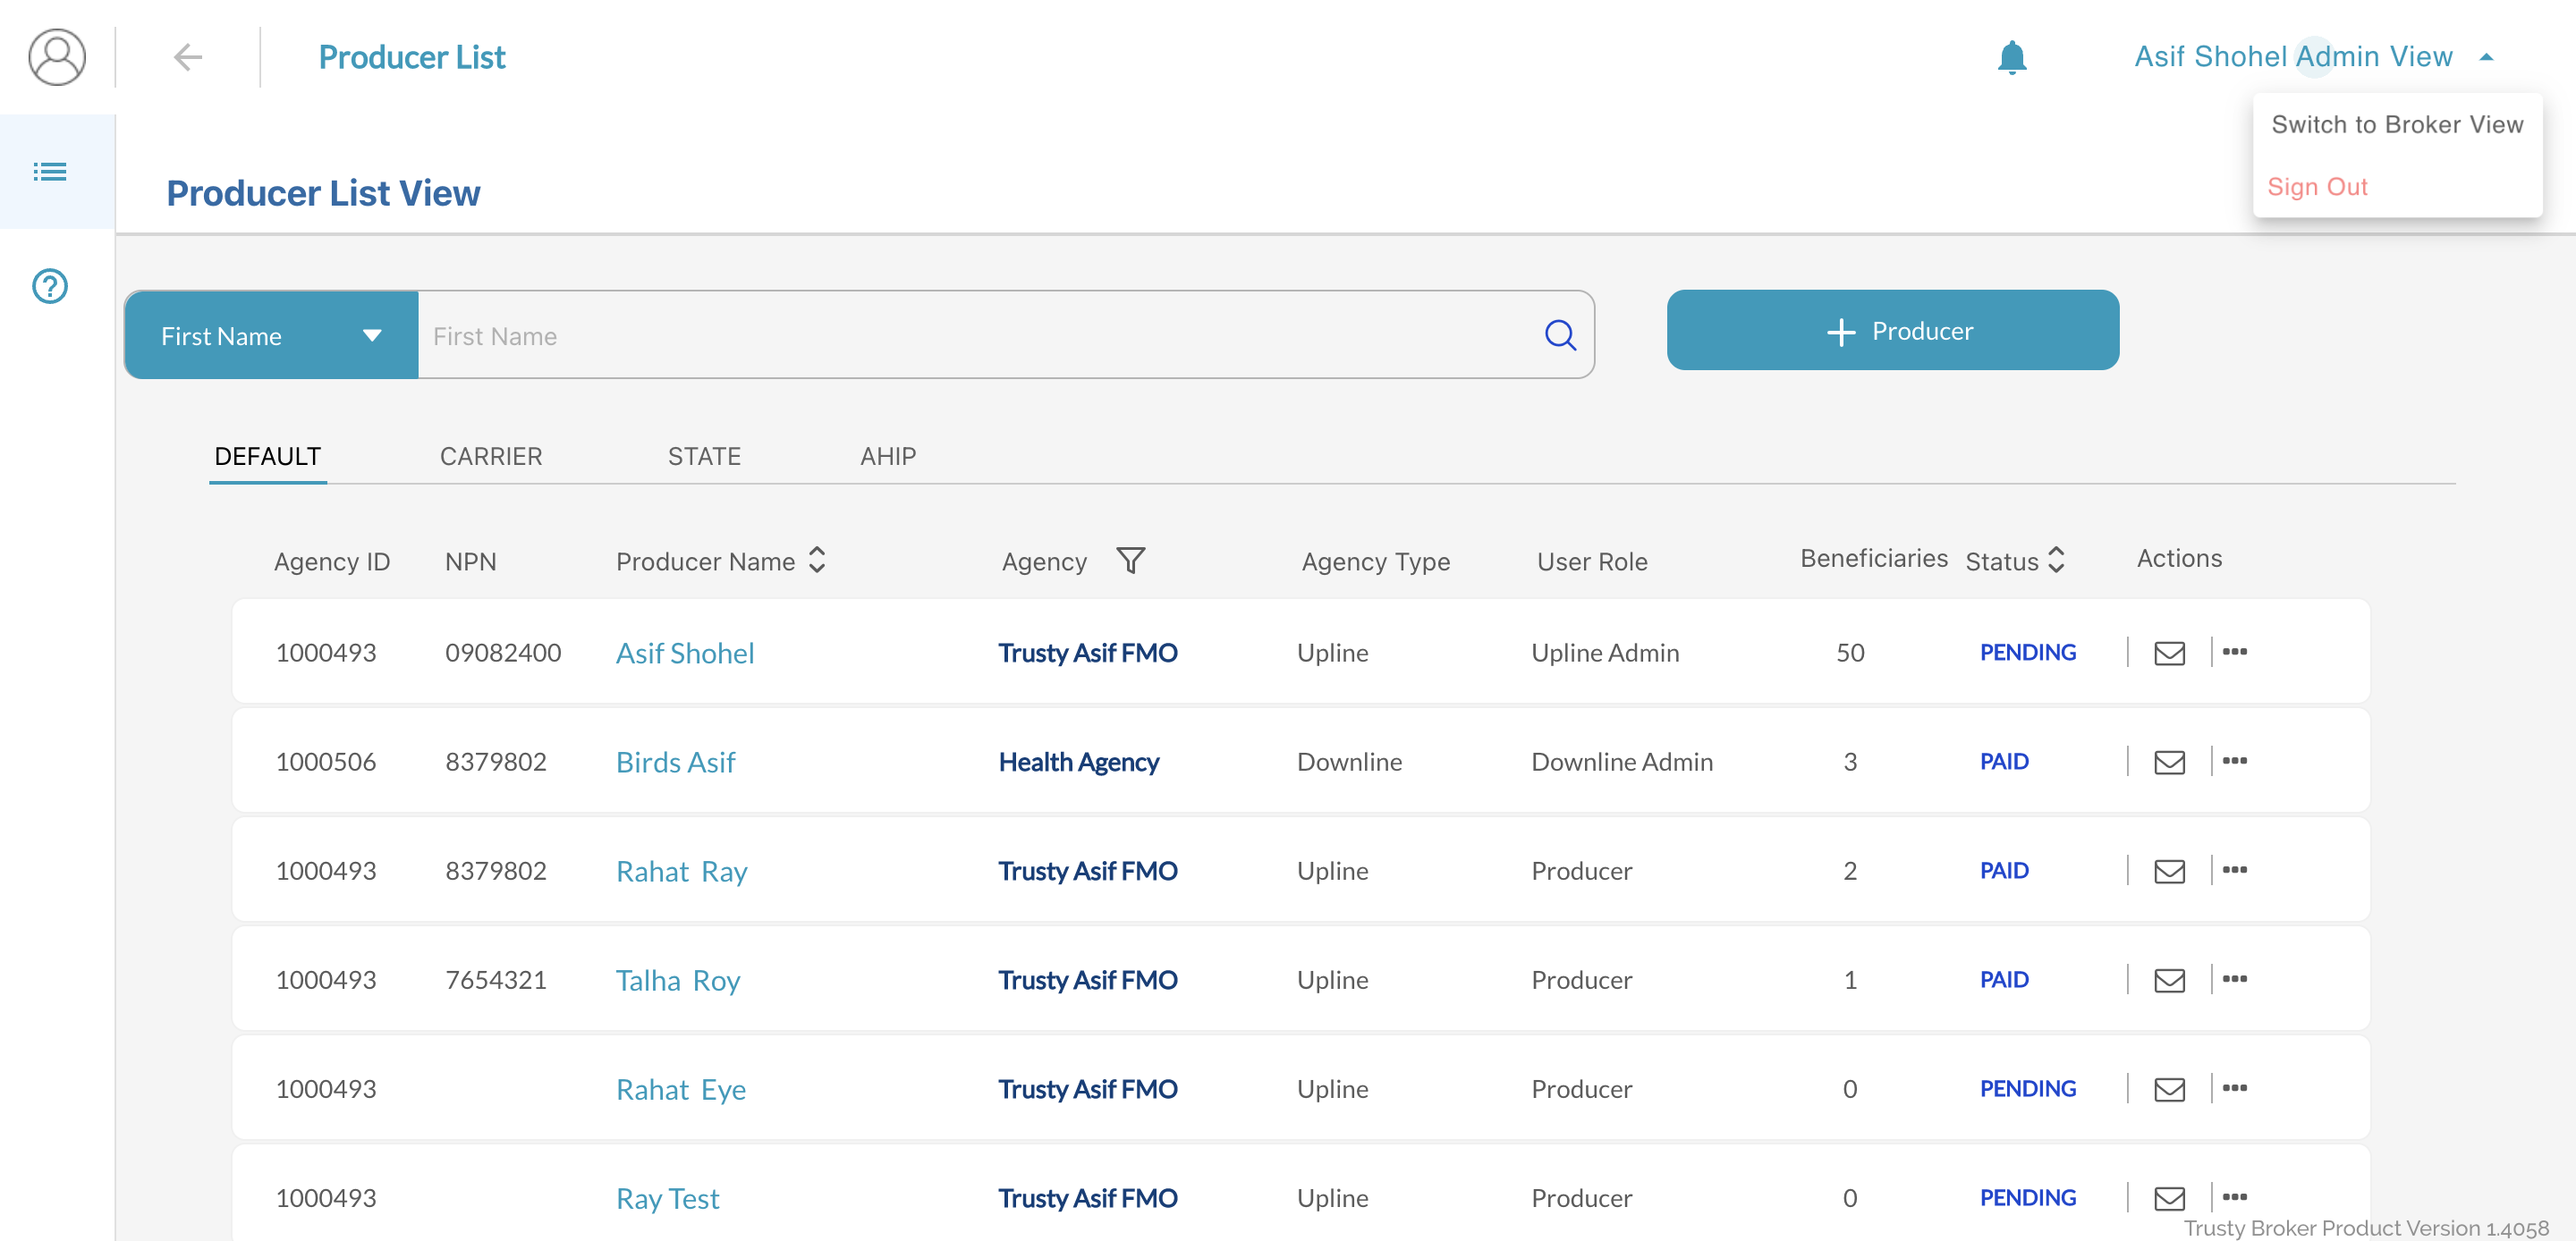 Producer List
Asif Shohel Admin View
Switch to Broker View
Sign Out
Producer List View
First Name
First Name
Producer
DEFAULT CARRIER STATE AHIP
Agency ID NPN Producer Name Agency Agency Type User Role Beneficiaries Status Actions
1000493 09082400 Asif Shohel Trusty Asif FMO Upline Upline Admin 50 PENDING
1000506 8379802 Birds Asif Health Agency Downline Downline Admin 3 PAID
1000493 8379802 Rahat Ray Trusty Asif FMO Upline Producer 2 PAID
1000493 7654321 Talha Roy Trusty Asif FMO Upline Producer 1 PAID
1000493 Rahat Eye Trusty Asif FMO Upline Producer 0 PENDING
1000493 Ray Test Trusty Asif FMO Upline Producer 0 PENDING
Trusty Broker Product Version 1.4058